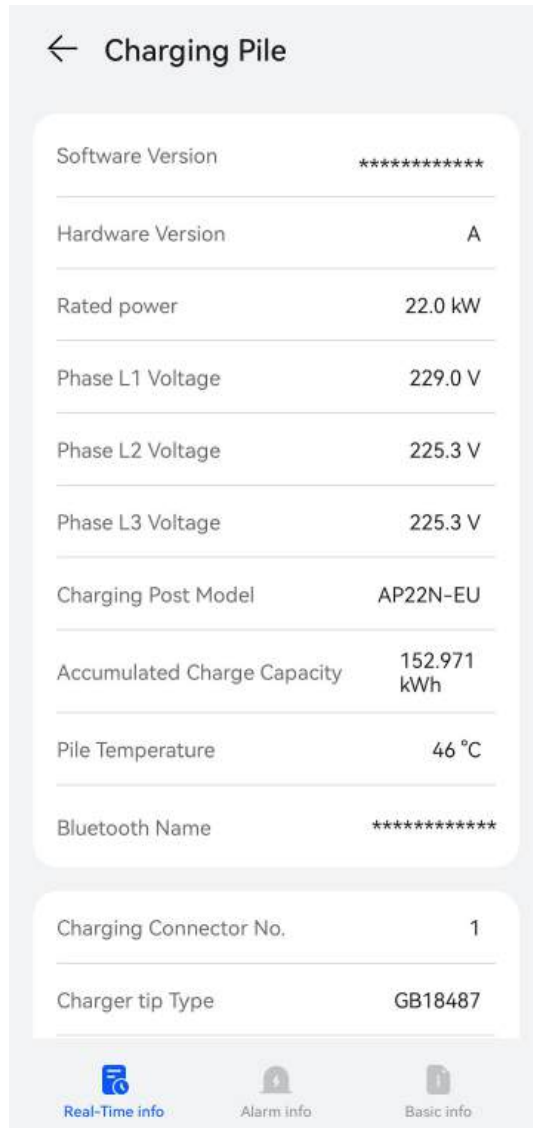 Charging Pile
Software Version ************
Hardware Version A
Rated power 22.0 kW
Phase L1 Voltage 229.0 V
Phase L2 Voltage 225.3 V
Phase L3 Voltage 225.3 V
Charging Post Model AP22N-EU
Accumulated Charge Capacity 152.971
kWh
Pile Temperature 46 °C
Bluetooth Name ************
Charging Connector No. 1
Charger tip Type GB18487
Real-Time info Alarm info Basic info